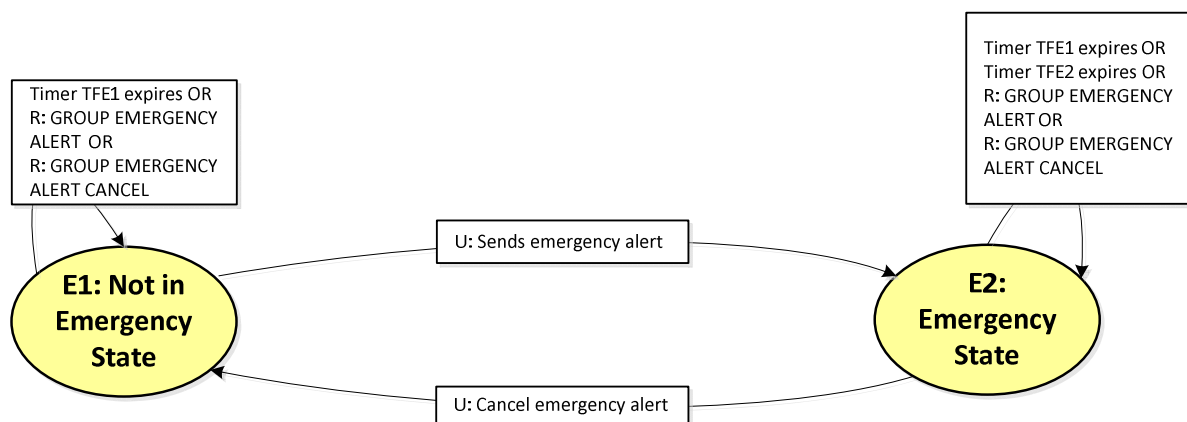 Timer TFE1 expires OR
Timer TFE2 expires OR
R: GROUP EMERGENCY
ALERT OR
R: GROUP EMERGENCY
ALERT CANCEL
Timer TFE1 expires OR
R: GROUP EMERGENCY
ALERT OR
R: GROUP EMERGENCY
ALERT CANCEL
U: Sends emergency alert
E1: Not in
Emergency
State
E2:
Emergency
State
U: Cancel emergency alert